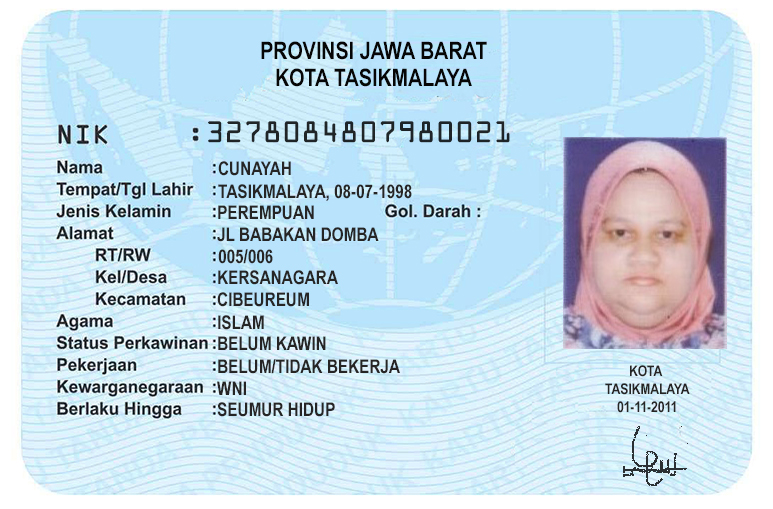 PROVINSI JAWA BARAT
KOTA TASIKMALAYA
NIK :3278084807980021
Nama :CUNAYAH
Tempat/Tgl Lahir :TASIKMALAYA, 08-07-1998
Jenis Kelamin :PEREMPUAN Gol. Darah :
Alamat :JL BABAKAN DOMBA
RT/RW :005/006
Kel/Desa :KERSANAGARA
Kecamatan :CIBEUREUM
Agama :ISLAM
Status Perkawinan :BELUM KAWIN
Pekerjaan :BELUM/TIDAK BEKERJA
Kewarganegaraan :WNI
Berlaku Hingga :SEUMUR HIDUP
KOTA
TASIKMALAYA
01-11-2011